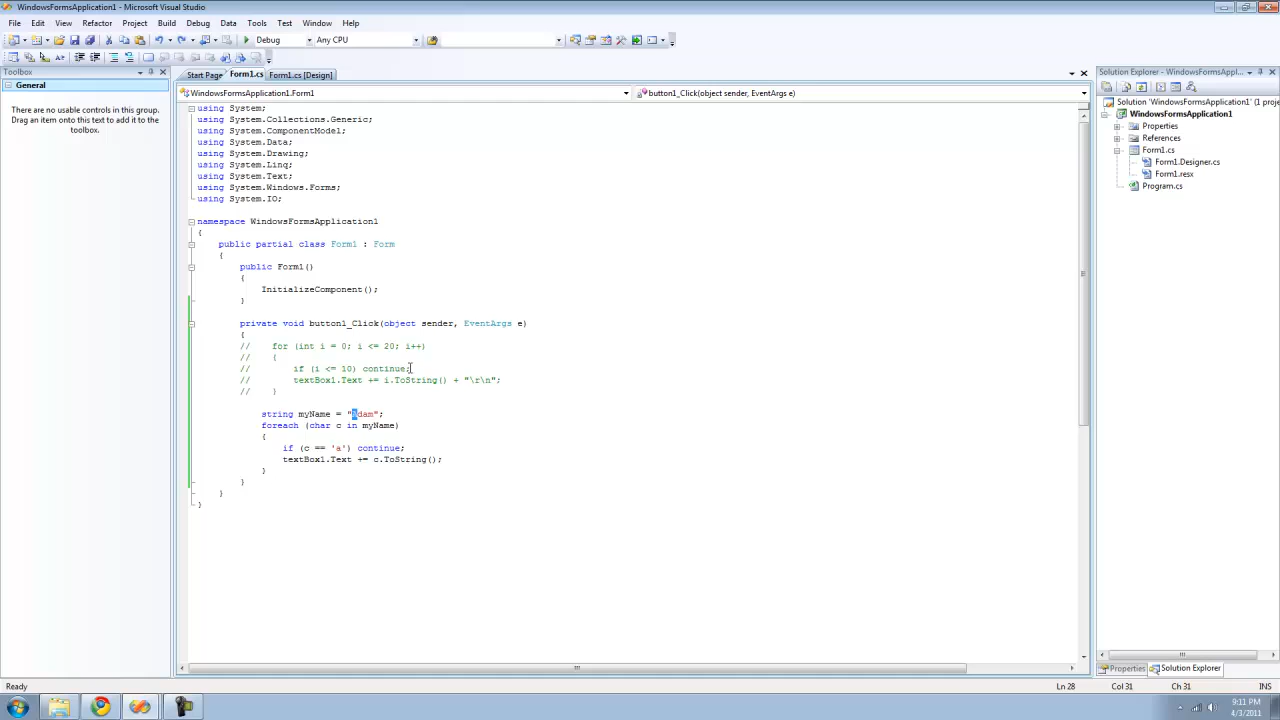 WindowsFormsApplication1 - Microsoft Visual Studio
File Edit View Refactor Project Build Debug Data Tools Test Window Help
Debug Any CPU
Toolbox
General
There are no usable controls in this group.
Drag an item onto this text to add it to the
toolbox.
Start Page Form1.cs Form1.cs [Design]
WindowsFormsApplication1.Form1 button1_Click(object sender, EventArgs e)
using System;
using System.Collections.Generic;
using System.ComponentModel;
using System.Data;
using System.Drawing;
using System.Linq;
using System.Text;
using System.Windows.Forms;
using System.IO;
namespace WindowsFormsApplication1
{
public partial class Form1 : Form
{
public Form1()
{
InitializeComponent();
}
private void button1_Click(object sender, EventArgs e)
{
// for (int i = 0; i <= 20; i++)
// {
// if (i <= 10) continue;
// textBox1.Text += i.ToString() + "\r\n";
// }
string myName = "adam";
foreach (char c in myName)
{
if (c == 'a') continue;
textBox1.Text += c.ToString();
}
}
}
}
Solution Explorer - WindowsFormsAppl...
Solution 'WindowsFormsApplication1' (1 proje
WindowsFormsApplication1
Properties
References
Form1.cs
Form1.Designer.cs
Form1.resx
Program.cs
Properties Solution Explorer
Ready Ln 28 Col 31 Ch 31 INS
9:11 PM
4/3/2011